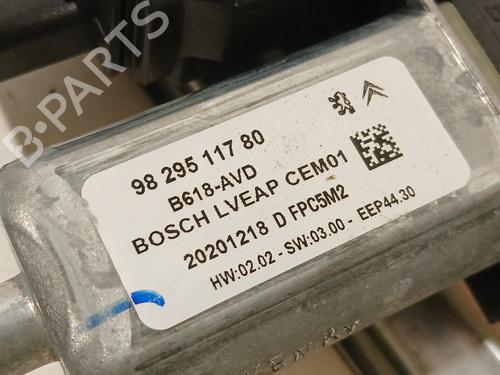 B-PARTS
98 295 117 80
B618-AVD
BOSCH LVEAP CEM01
20201218 D FPC5M2
HW:02.02 - SW:03.00 - EEP44.30